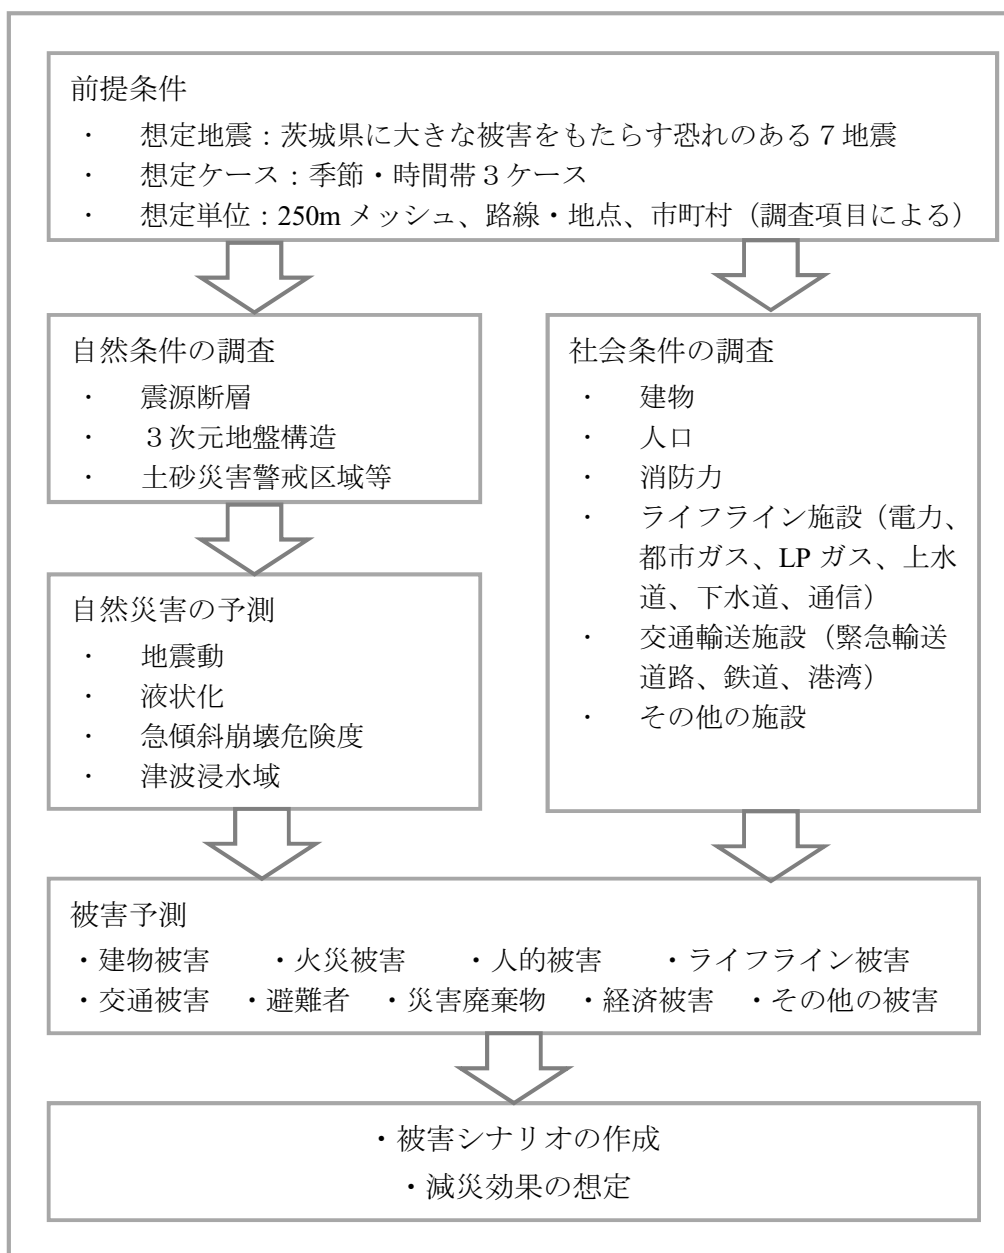 前提条件
・ 想定地震：茨城県に大きな被害をもたらす恐れのある７地震
・ 想定ケース：季節・時間帯３ケース
・ 想定単位：250m メッシュ、路線・地点、市町村（調査項目による）
自然条件の調査
・ 震源断層
・ ３次元地盤構造
・ 土砂災害警戒区域等
自然災害の予測
・ 地震動
・ 液状化
・ 急傾斜崩壊危険度
・ 津波浸水域
社会条件の調査
・ 建物
・ 人口
・ 消防力
・ ライフライン施設（電力、
都市ガス、LP ガス、上水
道、下水道、通信）
・ 交通輸送施設（緊急輸送
道路、鉄道、港湾）
・ その他の施設
被害予測
・建物被害 ・火災被害 ・人的被害 ・ライフライン被害
・交通被害 ・避難者 ・災害廃棄物 ・経済被害 ・その他の被害
・被害シナリオの作成
・減災効果の想定